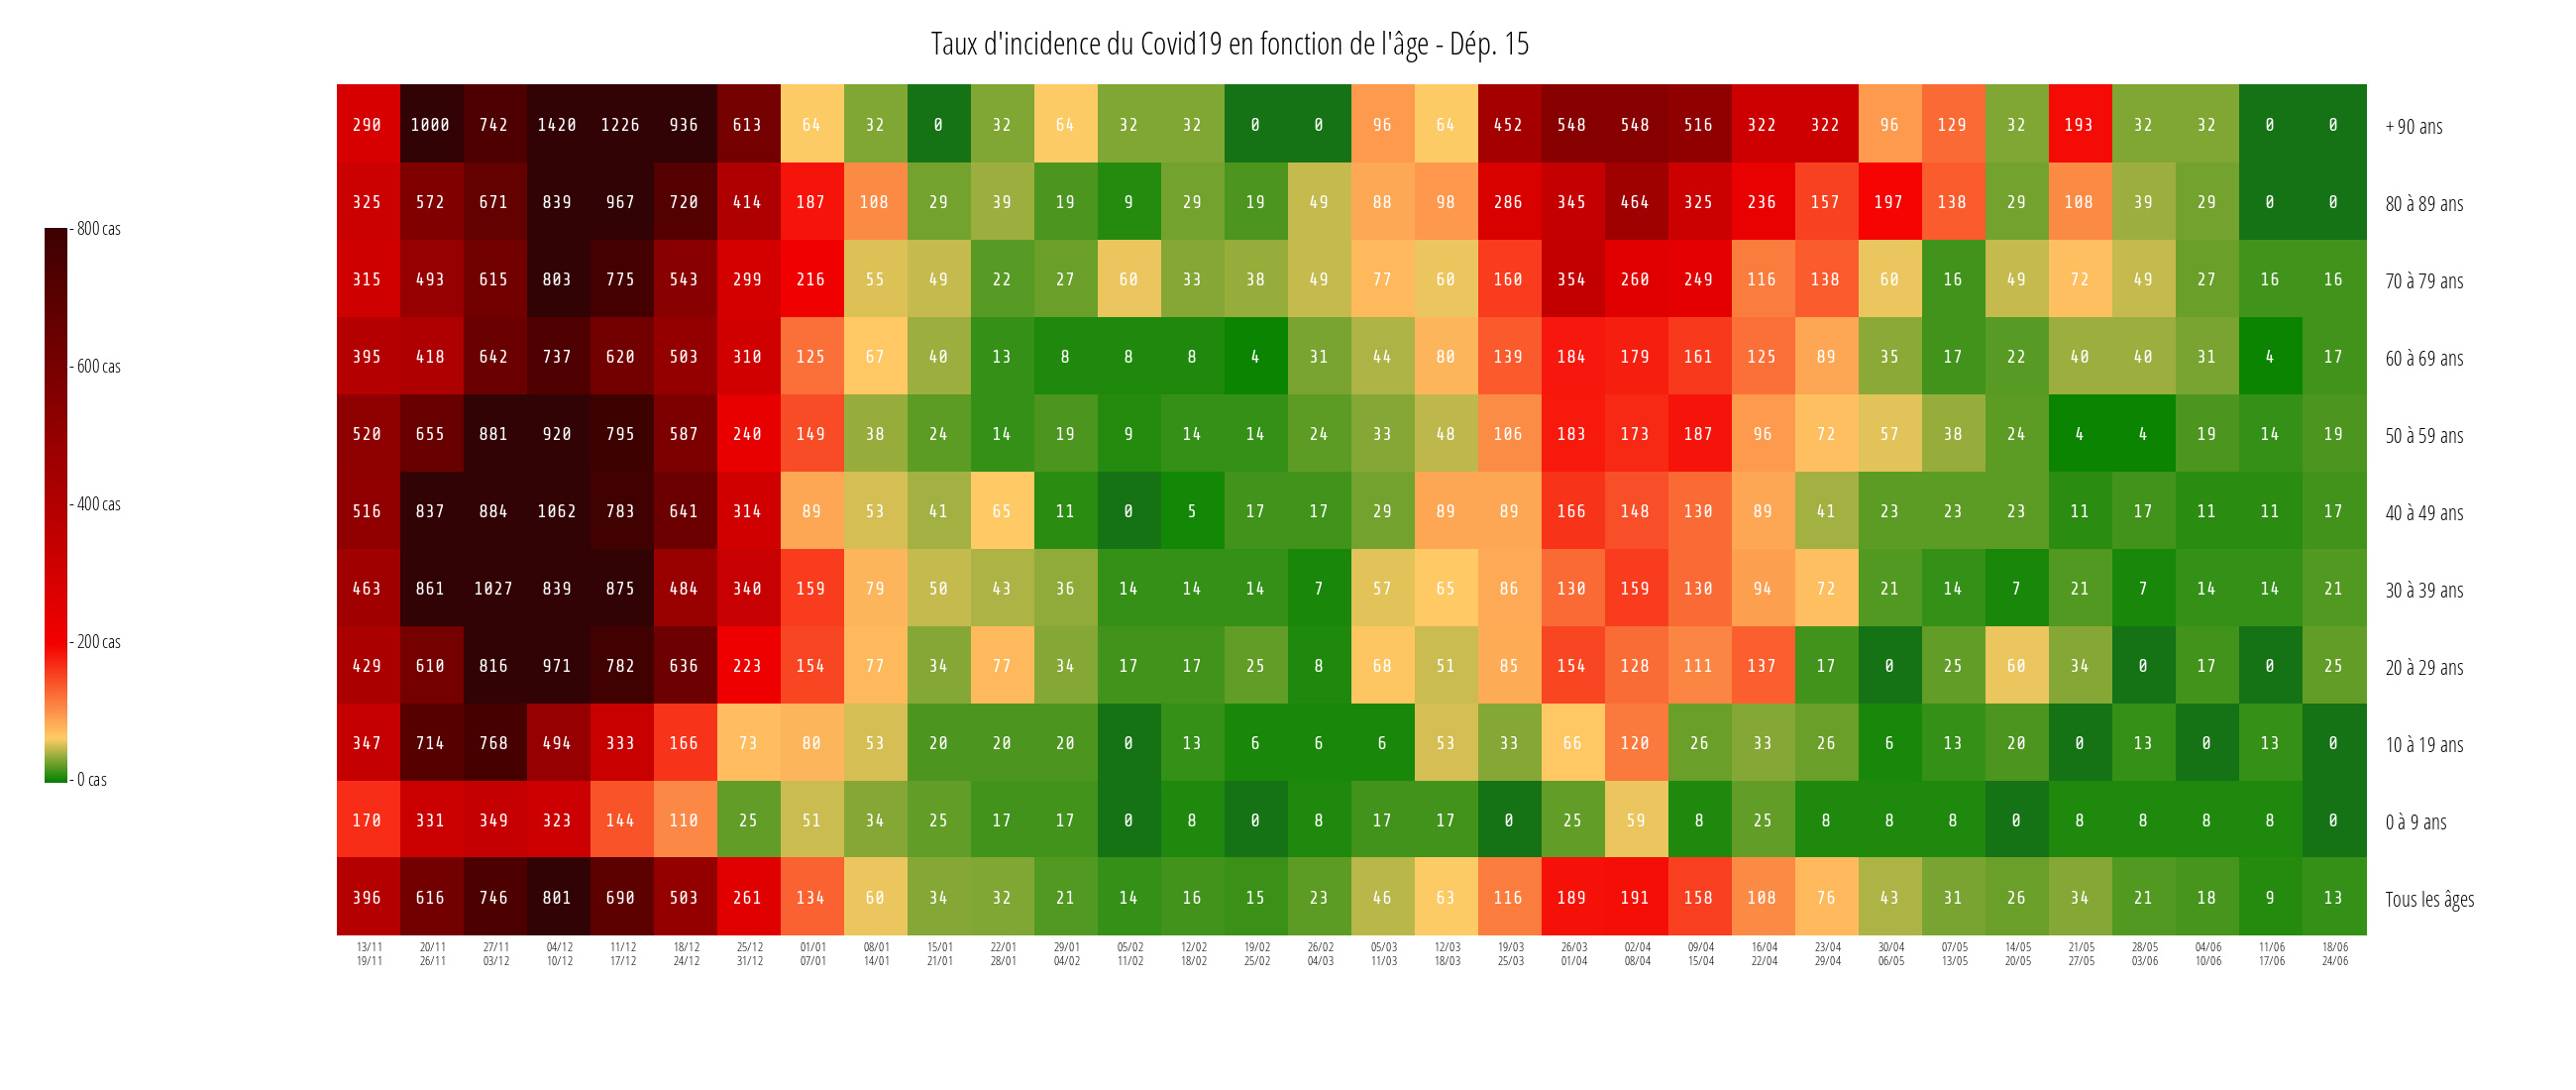 Taux d'incidence du Covid19 en fonction de l'âge - Dép. 15
290 1000 742 1420 1226 936 613 64 32 0 32 64 32 32 0 0 96 64 452 548 548 516 322 322 96 129 32 193 32 32 0 0 + 90 ans
325 572 671 839 967 720 414 187 108 29 39 19 9 29 19 49 88 98 286 345 464 325 236 157 197 138 29 108 39 29 0 0 80 à 89 ans
- 800 cas
315 493 615 803 775 543 299 216 55 49 22 27 60 33 38 49 77 60 160 354 260 249 116 138 60 16 49 72 49 27 16 16 70 à 79 ans
395 418 642 737 620 503 310 125 67 40 13 8 8 8 4 31 44 80 139 184 179 161 125 89 35 17 22 40 40 31 4 17 60 à 69 ans
- 600 cas
520 655 881 920 795 587 240 149 38 24 14 19 9 14 14 24 33 48 106 183 173 187 96 72 57 38 24 4 4 19 14 19 50 à 59 ans
- 400 cas
516 837 884 1062 783 641 314 89 53 41 65 11 0 5 17 17 29 89 89 166 148 130 89 41 23 23 23 11 17 11 11 17 40 à 49 ans
463 861 1027 839 875 484 340 159 79 50 43 36 14 14 14 7 57 65 86 130 159 130 94 72 21 14 7 21 7 14 14 21 30 à 39 ans
- 200 cas
429 610 816 971 782 636 223 154 77 34 77 34 17 17 25 8 68 51 85 154 128 111 137 17 0 25 60 34 0 17 0 25 20 à 29 ans
347 714 768 494 333 166 73 80 53 20 20 20 0 13 6 6 6 53 33 66 120 26 33 26 6 13 20 0 13 0 13 0 10 à 19 ans
- 0 cas
170 331 349 323 144 110 25 51 34 25 17 17 0 8 0 8 17 17 0 25 59 8 25 8 8 8 0 8 8 8 8 0 0 à 9 ans
396 616 746 801 690 503 261 134 60 34 32 21 14 16 15 23 46 63 116 189 191 158 108 76 43 31 26 34 21 18 9 13 Tous les âges
13/11 20/11 27/11 04/12 11/12 18/12 25/12 01/01 08/01 15/01 22/01 29/01 05/02 12/02 19/02 26/02 05/03 12/03 19/03 26/03 02/04 09/04 16/04 23/04 30/04 07/05 14/05 21/05 28/05 04/06 11/06 18/06
19/11 26/11 03/12 10/12 17/12 24/12 31/12 07/01 14/01 21/01 28/01 04/02 11/02 18/02 25/02 04/03 11/03 18/03 25/03 01/04 08/04 15/04 22/04 29/04 06/05 13/05 20/05 27/05 03/06 10/06 17/06 24/06